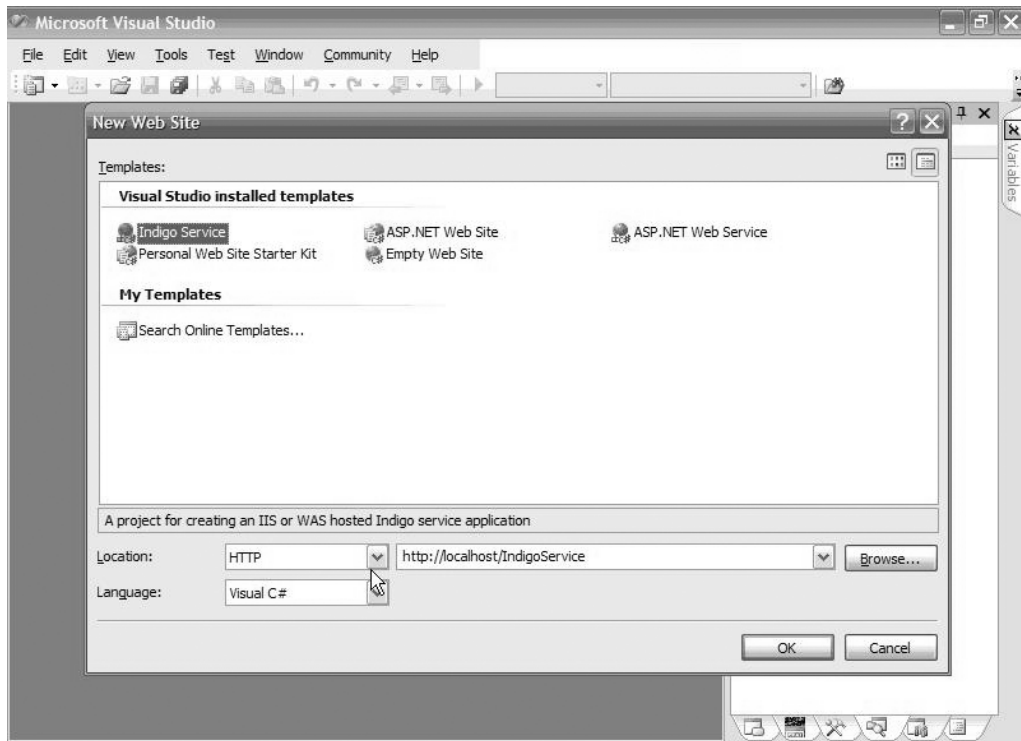 Microsoft Visual Studio
File Edit View Tools Test Window Community Help
New Web Site
Templates:
Visual Studio installed templates
Indigo Service
ASP.NET Web Site
ASP.NET Web Service
Personal Web Site Starter Kit
Empty Web Site
My Templates
Search Online Templates...
A project for creating an IIS or WAS hosted Indigo service application
Location:
HTTP
http://localhost/IndigoService
Browse...
Language:
Visual C#
OK
Cancel
Variables